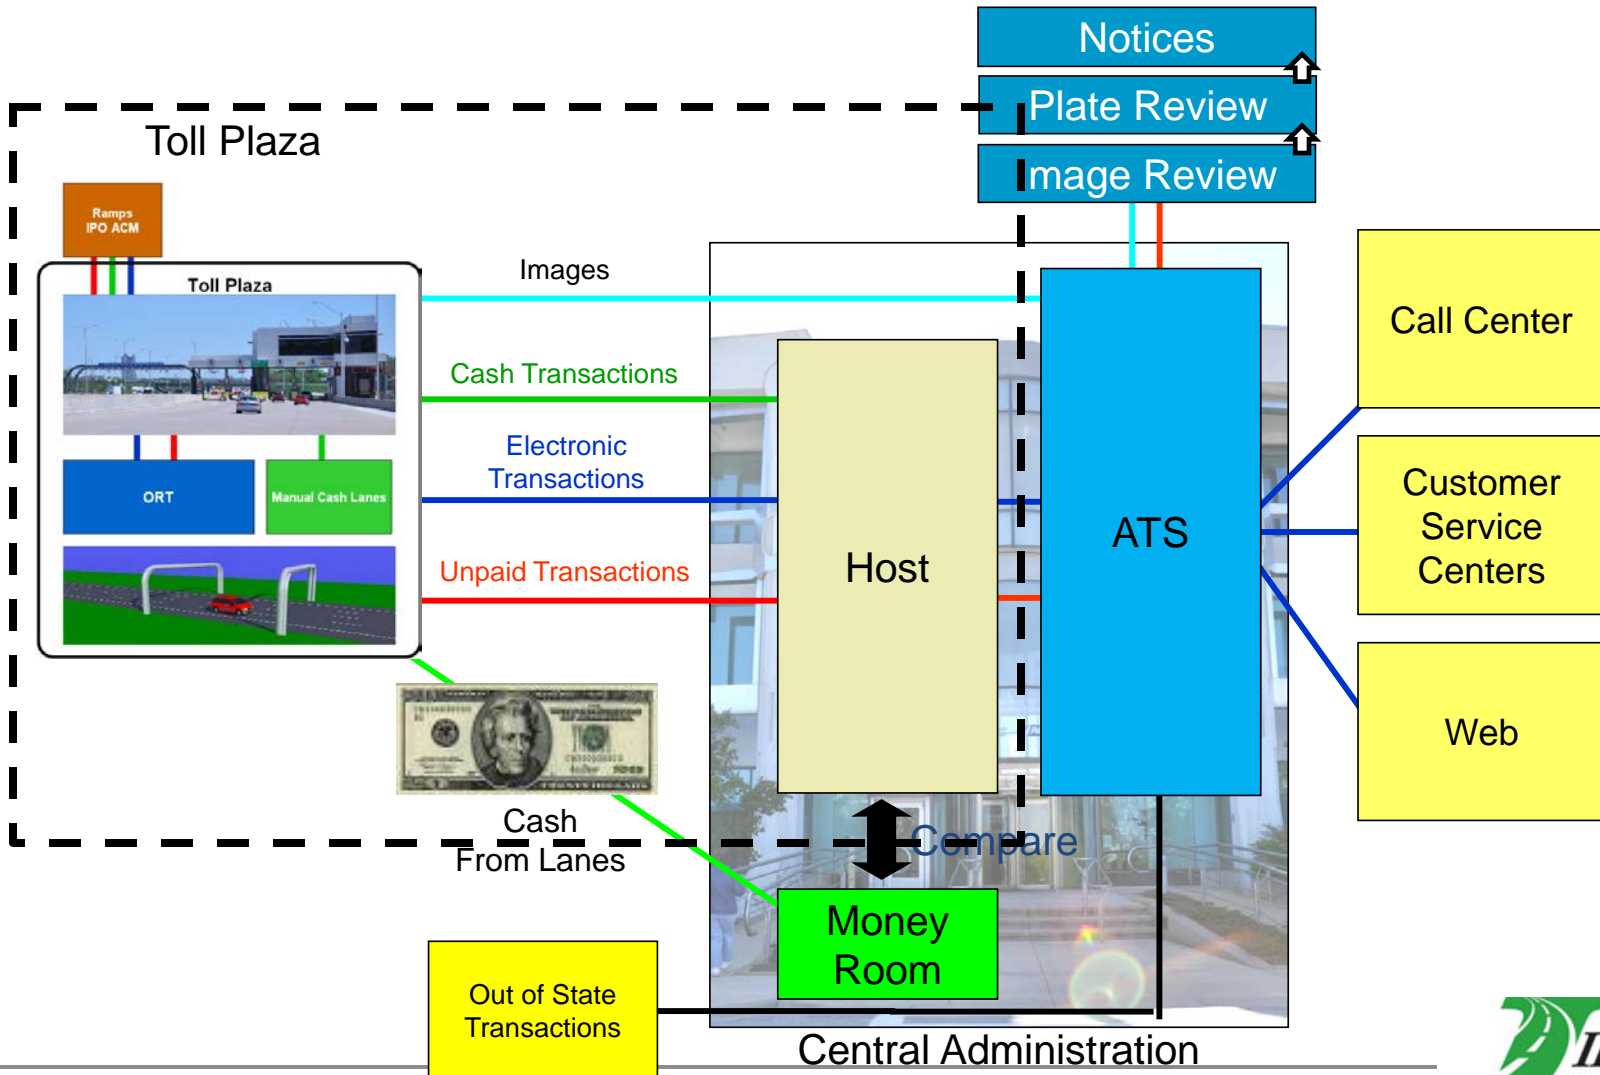 Notices
Plate Review
mage Review
Toll Plaza
Ramps
IPO ACM
Toll Plaza
ORT
Manual Cash Lanes
Images
Cash Transactions
Electronic
Transactions
Unpaid Transactions
Host
ATS
Call Center
Customer
Service
Centers
Web
Cash
From Lanes
Compare
Money
Room
Out of State
Transactions
Central Administration